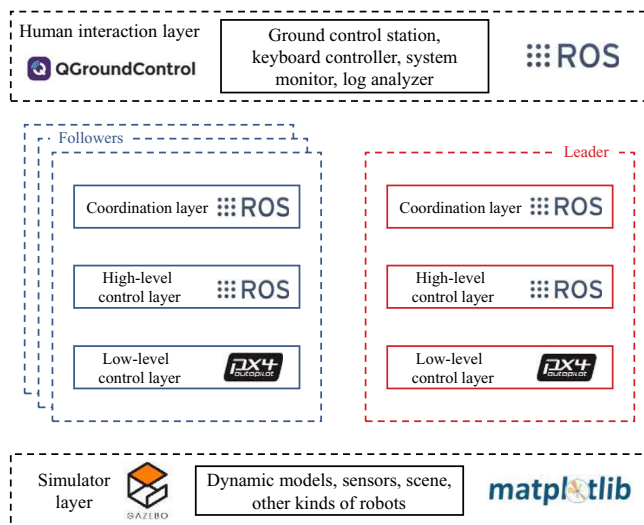 Human interaction layer
QGroundControl
Ground control station,
keyboard controller, system
monitor, log analyzer
ROS
Followers
Coordination layer ROS
High-level
control layer ROS
Low-level
control layer px4
autopilot
Leader
Coordination layer ROS
High-level
control layer ROS
Low-level
control layer px4
autopilot
Simulator
layer
GAZEBO
Dynamic models, sensors, scene,
other kinds of robots
matplotlib